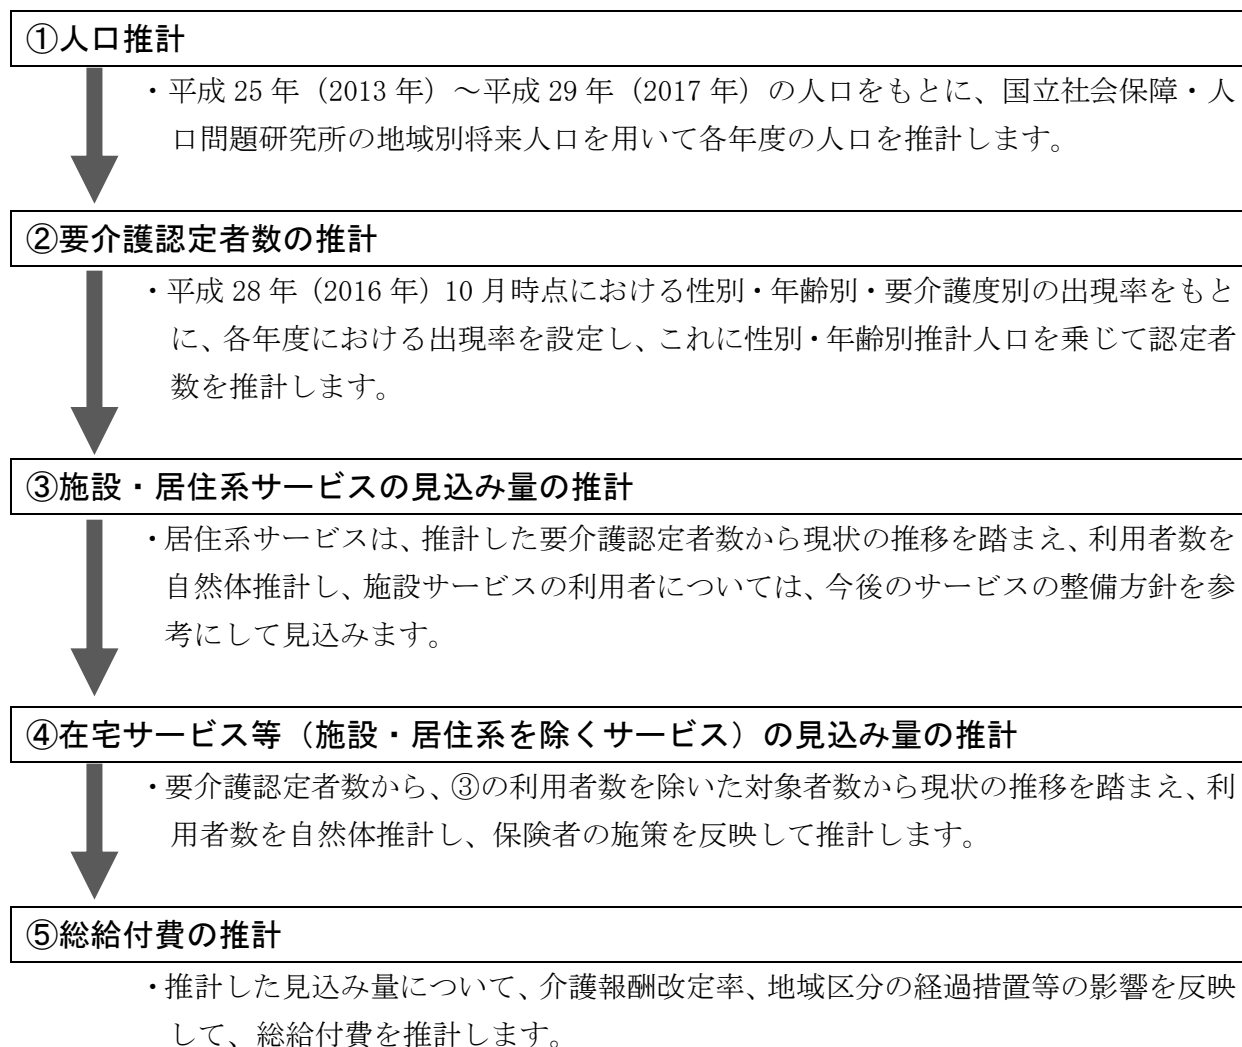 ①人口推計
・平成 25 年（2013 年）～平成 29 年（2017 年）の人口をもとに、国立社会保障・人
口問題研究所の地域別将来人口を用いて各年度の人口を推計します。
②要介護認定者数の推計
・平成 28 年（2016 年）10 月時点における性別・年齢別・要介護度別の出現率をもと
に、各年度における出現率を設定し、これに性別・年齢別推計人口を乗じて認定者
数を推計します。
③施設・居住系サービスの見込み量の推計
・居住系サービスは、推計した要介護認定者数から現状の推移を踏まえ、利用者数を
自然体推計し、施設サービスの利用者については、今後のサービスの整備方針を参
考にして見込みます。
④在宅サービス等（施設・居住系を除くサービス）の見込み量の推計
・要介護認定者数から、③の利用者数を除いた対象者数から現状の推移を踏まえ、利
用者数を自然体推計し、保険者の施策を反映して推計します。
⑤総給付費の推計
・推計した見込み量について、介護報酬改定率、地域区分の経過措置等の影響を反映
して、総給付費を推計します。